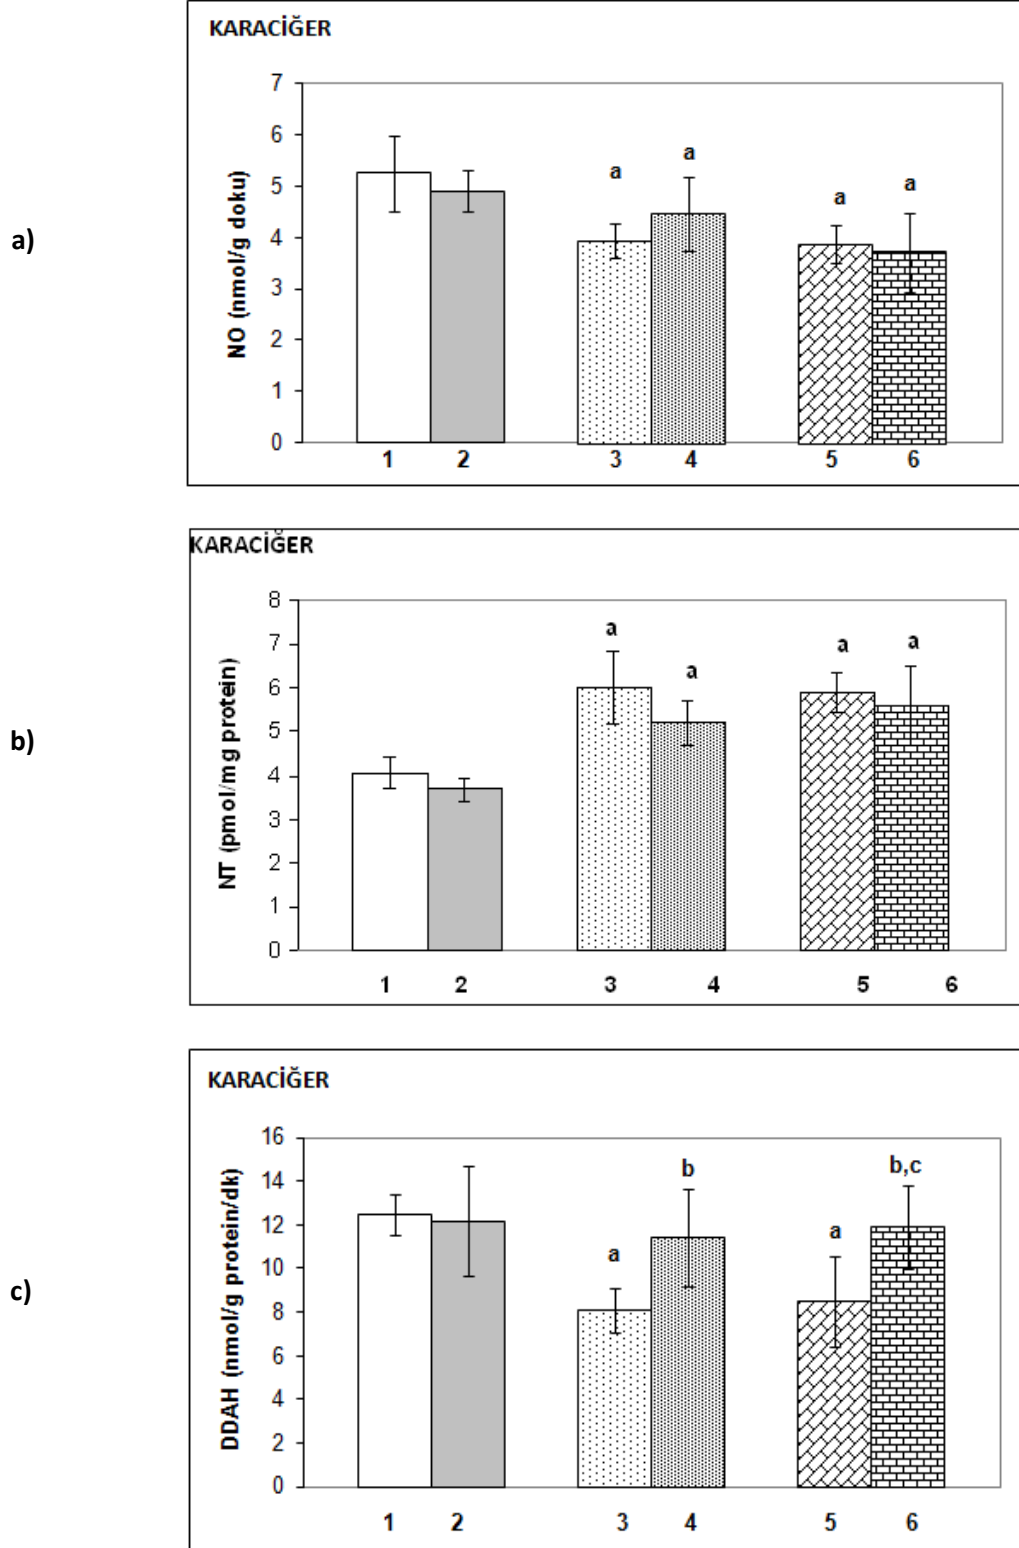 a)
KARACİĞER
NO (nmol/g doku)
7
6
5
4
3
2
1
0
a
a
a
a
1 2 3 4 5 6
b)
KARACİĞER
NT (pmol/mg protein)
8
7
6
5
4
3
2
1
0
a
a
a
a
1 2 3 4 5 6
c)
KARACİĞER
DDAH (nmol/g protein/dk)
16
14
12
10
8
6
4
2
0
a
b
a
b,c
1 2 3 4 5 6